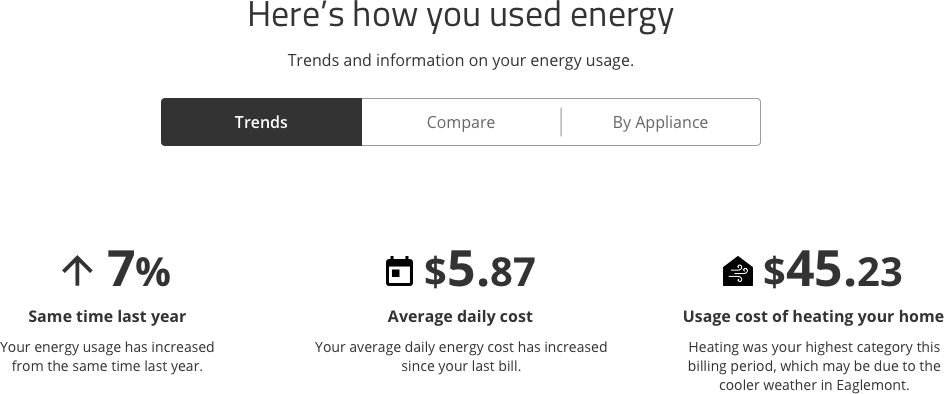 Here’s how you used energy
Trends and information on your energy usage.
Trends
Compare
By Appliance
7%
Same time last year
Your energy usage has increased
from the same time last year.
$5.87
Average daily cost
Your average daily energy cost has increased
since your last bill.
$45.23
Usage cost of heating your home
Heating was your highest category this
billing period, which may be due to the
cooler weather in Eaglemont.